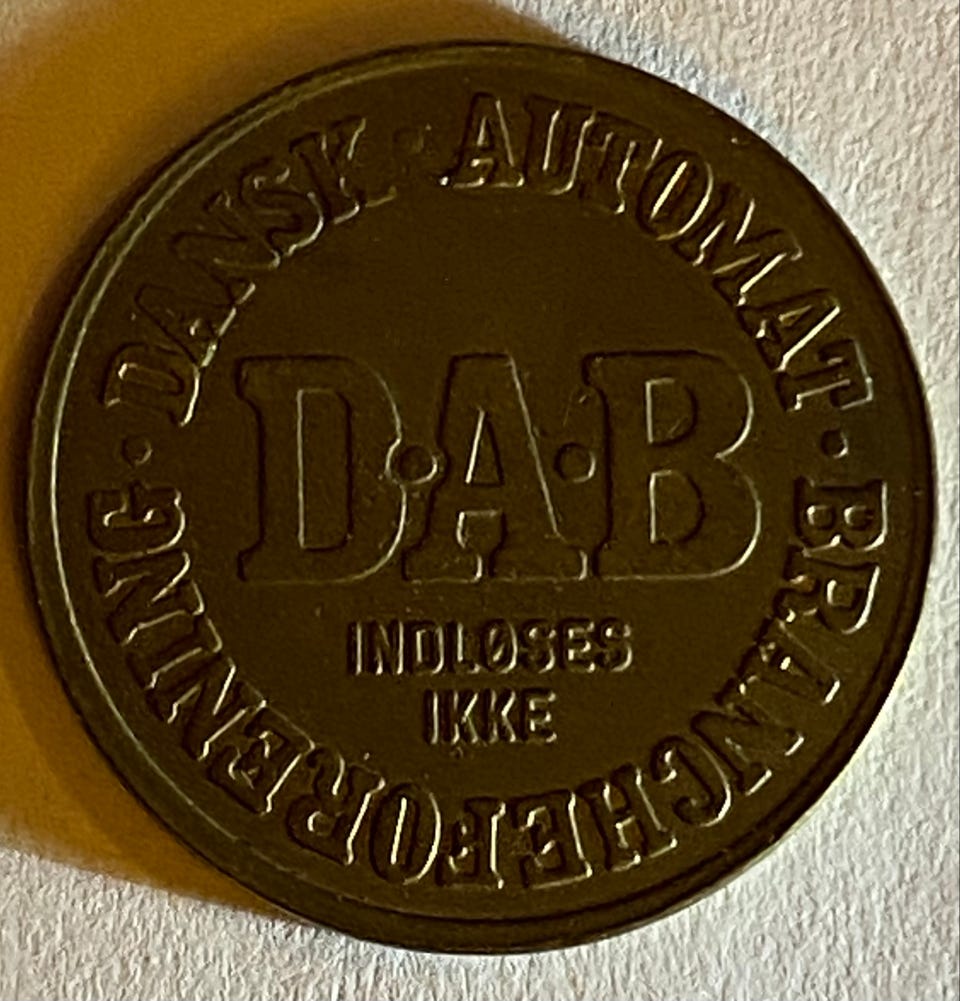 DANSK · AUTOMAT · BRANCHEFORENING ·
D·A·B
INDLØSES
IKKE